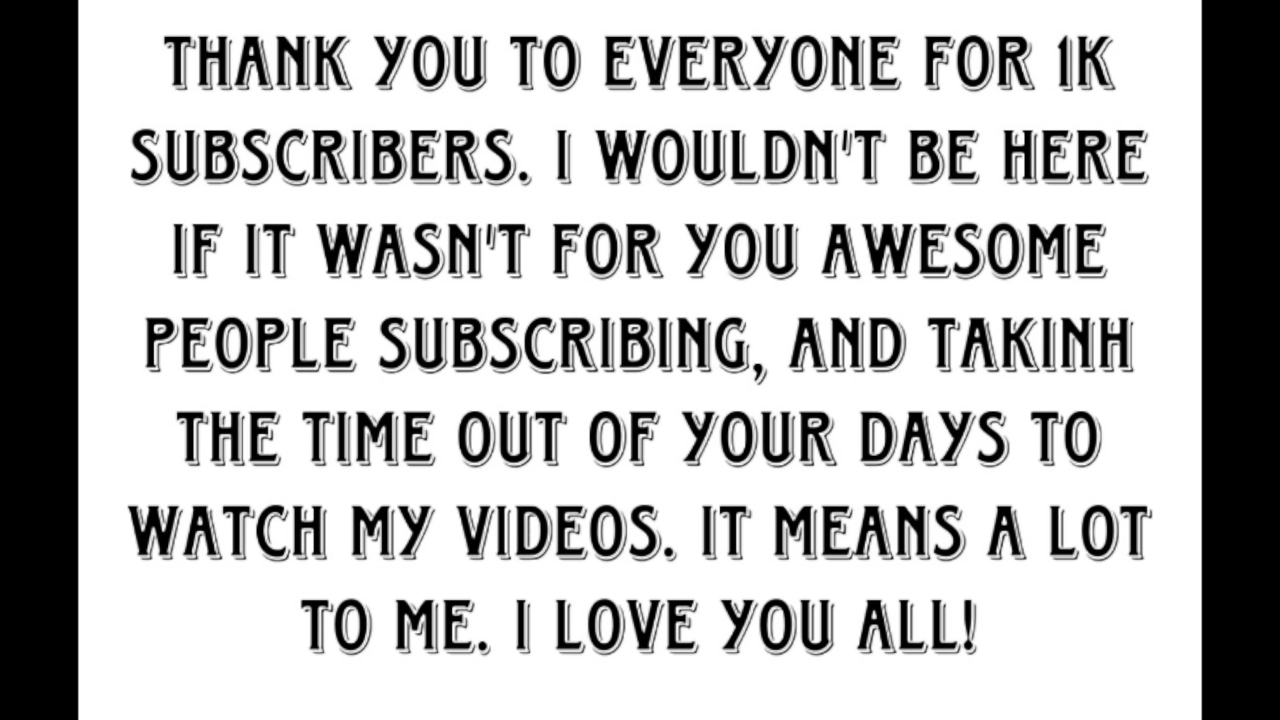 THANK YOU TO EVERYONE FOR 1K
SUBSCRIBERS. I WOULDN'T BE HERE
IF IT WASN'T FOR YOU AWESOME
PEOPLE SUBSCRIBING, AND TAKINH
THE TIME OUT OF YOUR DAYS TO
WATCH MY VIDEOS. IT MEANS A LOT
TO ME. I LOVE YOU ALL!